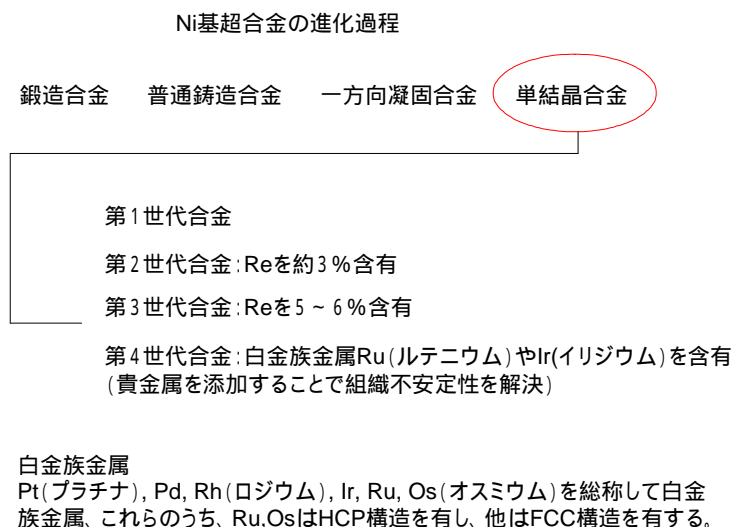 Ni基超合金の進化過程
鍛造合金 普通鋳造合金 一方向凝固合金 単結晶合金
第1世代合金
第2世代合金:Reを約3%含有
第3世代合金:Reを5~6%含有
第4世代合金:白金族金属Ru(ルテニウム)やIr(イリジウム)を含有
(貴金属を添加することで組織不安定性を解決)
白金族金属
Pt(プラチナ), Pd, Rh(ロジウム), Ir, Ru, Os(オスミウム)を総称して白金
族金属、これらのうち、Ru,OsはHCP構造を有し、他はFCC構造を有する。